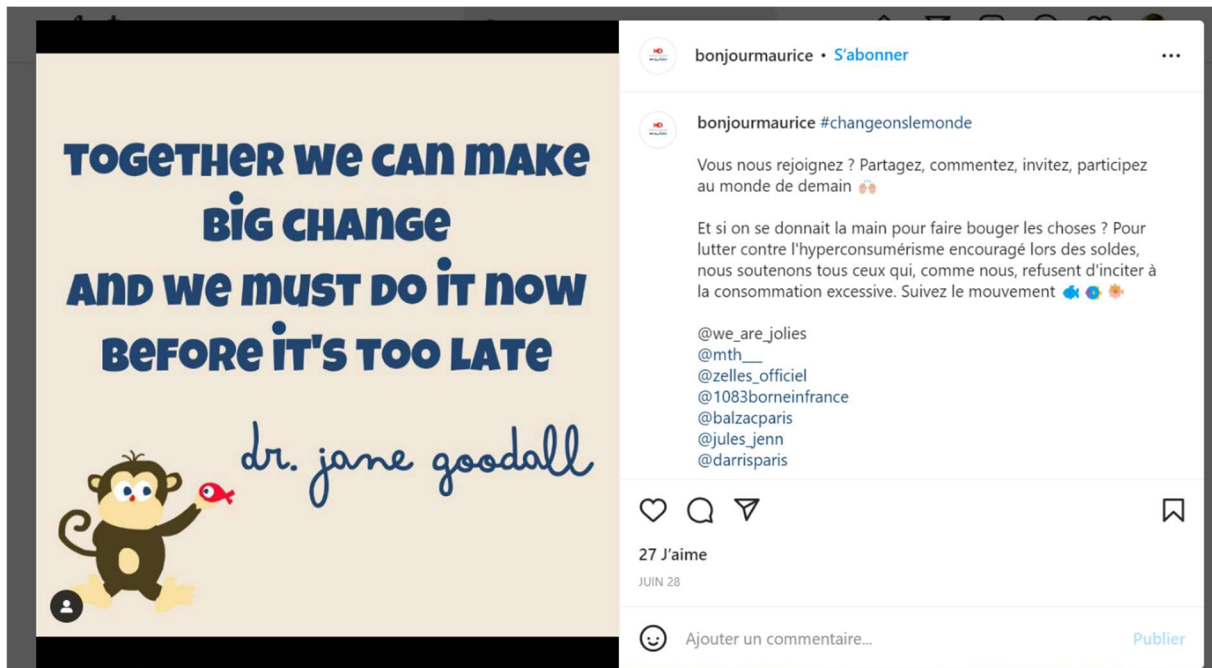 TOGETHER WE CAN MAKE
BIG CHANGE
AND WE MUST DO IT NOW
BEFORE IT'S TOO LATE
dr. jane goodall
bonjourmaurice • S'abonner
bonjourmaurice #changeonslemonde
Vous nous rejoignez ? Partagez, commentez, invitez, participez
au monde de demain 🙌🏻
Et si on se donnait la main pour faire bouger les choses ? Pour
lutter contre l'hyperconsumérisme encouragé lors des soldes,
nous soutenons tous ceux qui, comme nous, refusent d'inciter à
la consommation excessive. Suivez le mouvement 🐟 🐠 🐡
@we_are_jolies
@mth___
@zelles_officiel
@1083borneinfrance
@balzacparis
@jules_jenn
@darrisparis
27 J'aime
JUIN 28
Ajouter un commentaire... Publier